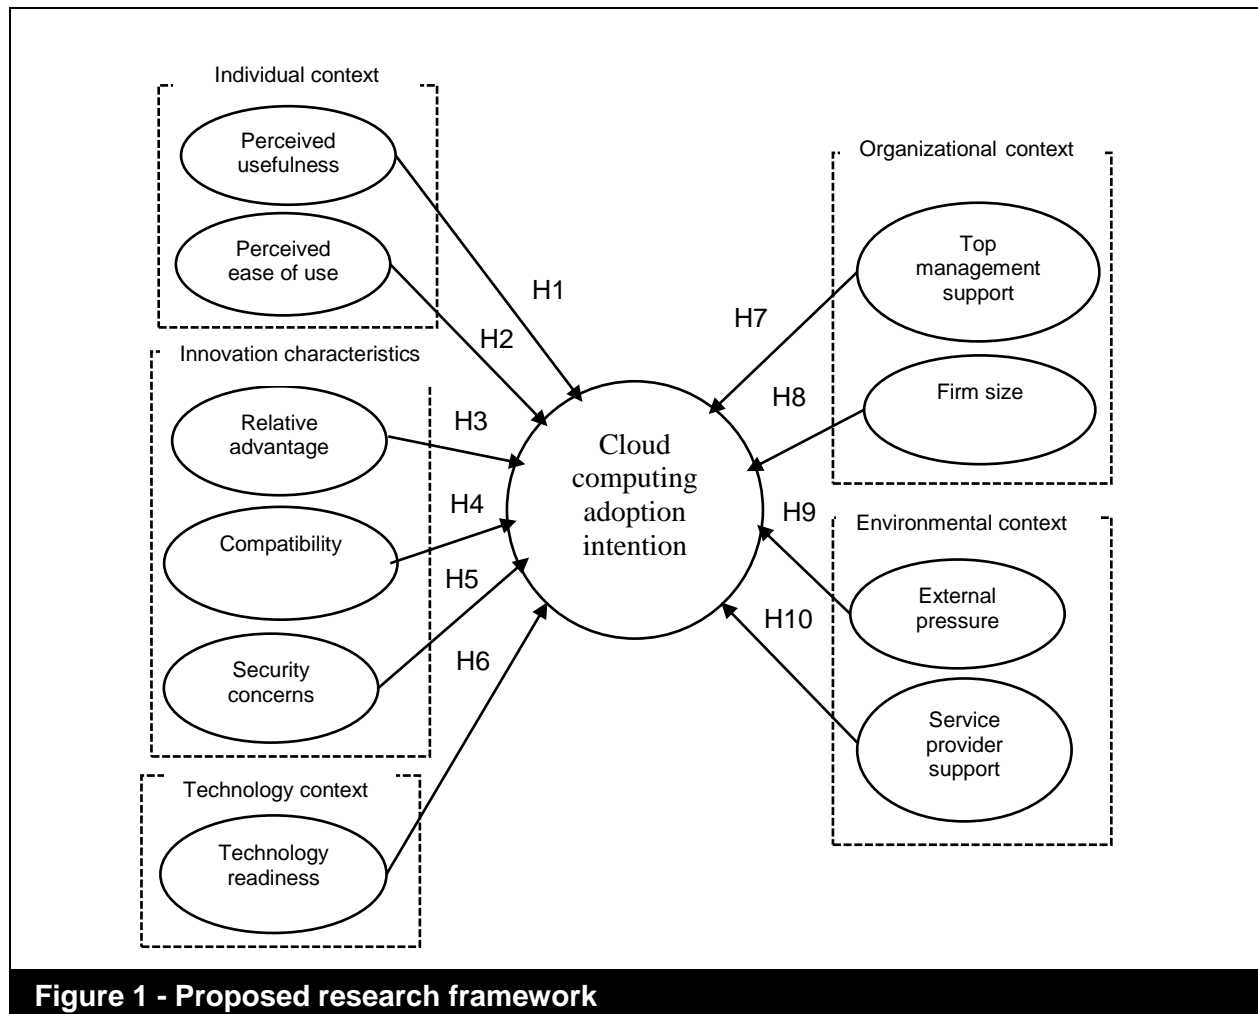 Individual context
Perceived
usefulness
Perceived
ease of use
H1
H2
Innovation characteristics
Relative
advantage
H3
Compatibility
H4
Security
concerns
H5
Technology context
Technology
readiness
H6
Cloud
computing
adoption
intention
Organizational context
Top
management
support
H7
Firm size
H8
Environmental context
External
pressure
H9
Service
provider
support
H10
Figure 1 - Proposed research framework